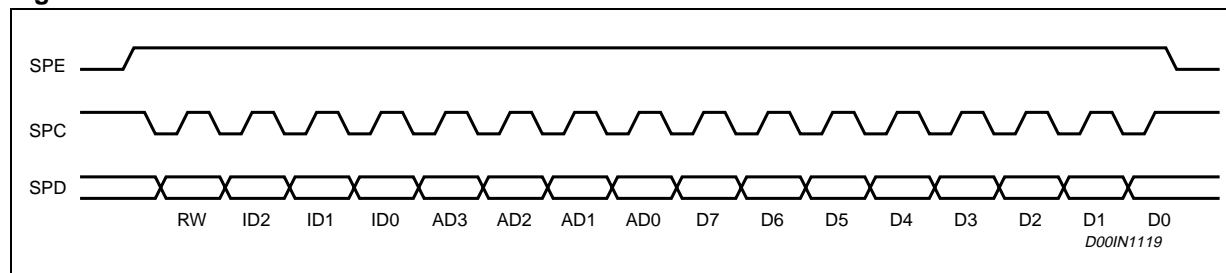 SPE
SPC
SPD
RW ID2 ID1 ID0 AD3 AD2 AD1 AD0 D7 D6 D5 D4 D3 D2 D1 D0
D00IN1119